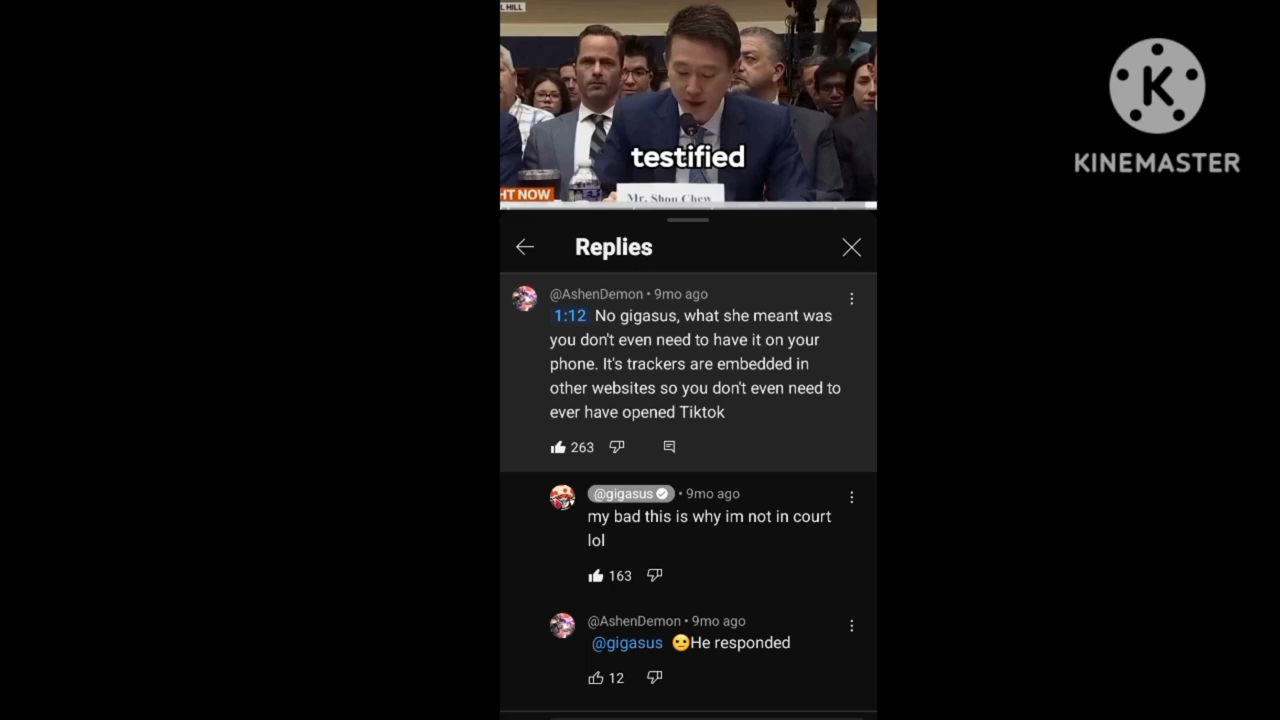 L HILL
testified
HT NOW
Mr. Shou Chew
KINEMASTER
Replies
@AshenDemon • 9mo ago
1:12 No gigasus, what she meant was
you don't even need to have it on your
phone. It's trackers are embedded in
other websites so you don't even need to
ever have opened Tiktok
263
@gigasus • 9mo ago
my bad this is why im not in court
lol
163
@AshenDemon • 9mo ago
@gigasus 😐He responded
12